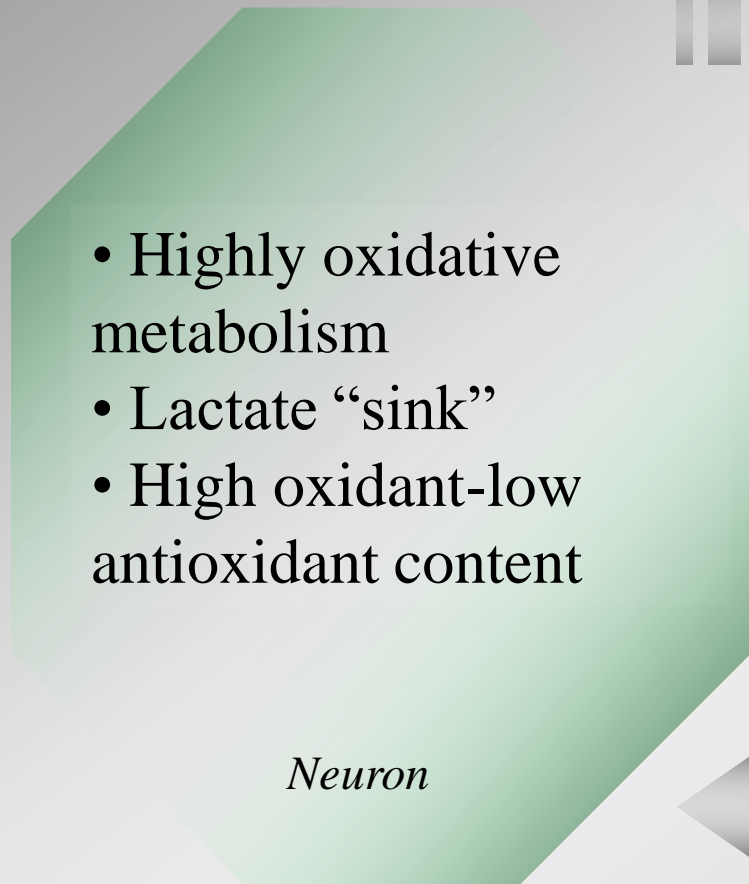 • Highly oxidative
metabolism
• Lactate “sink”
• High oxidant-low
antioxidant content
Neuron